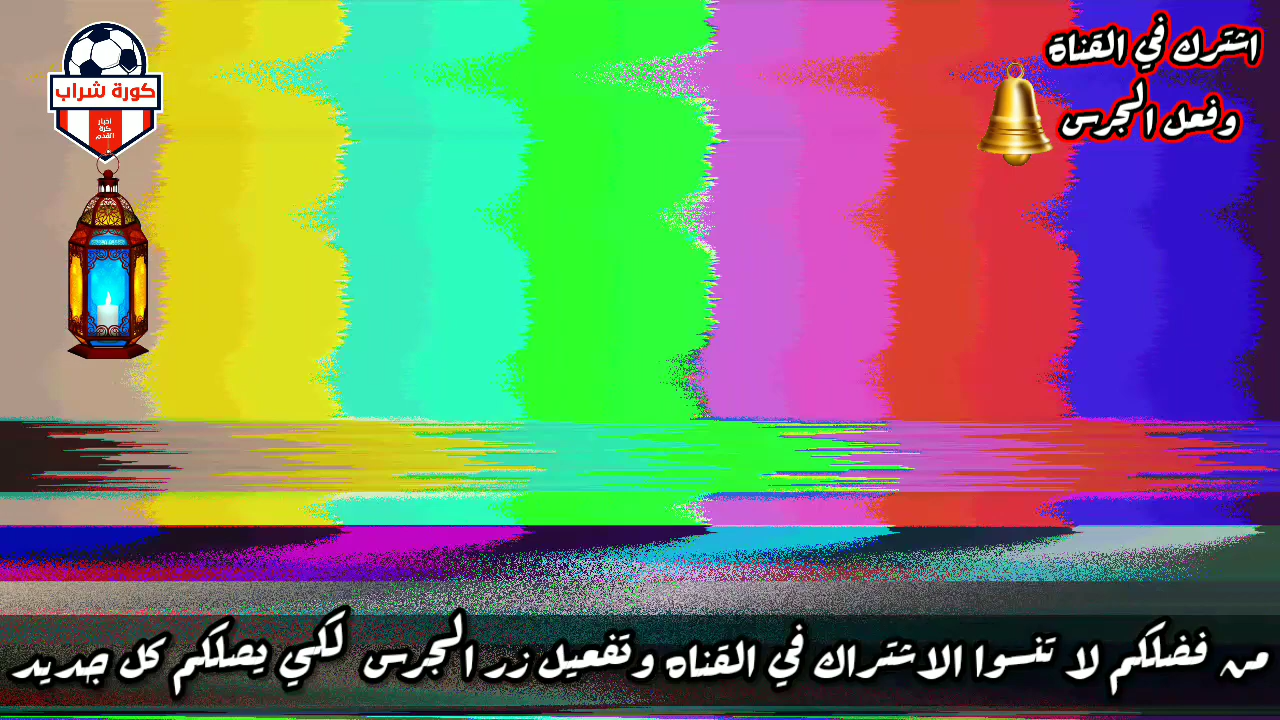 كورة شراب
اخبار
كرة
القدم
اشترك في القناة
وفعل الجرس
من فضلكم لا تنسوا الاشتراك في القناه وتفعيل زر الجرس لكي يصلكم كل جديد